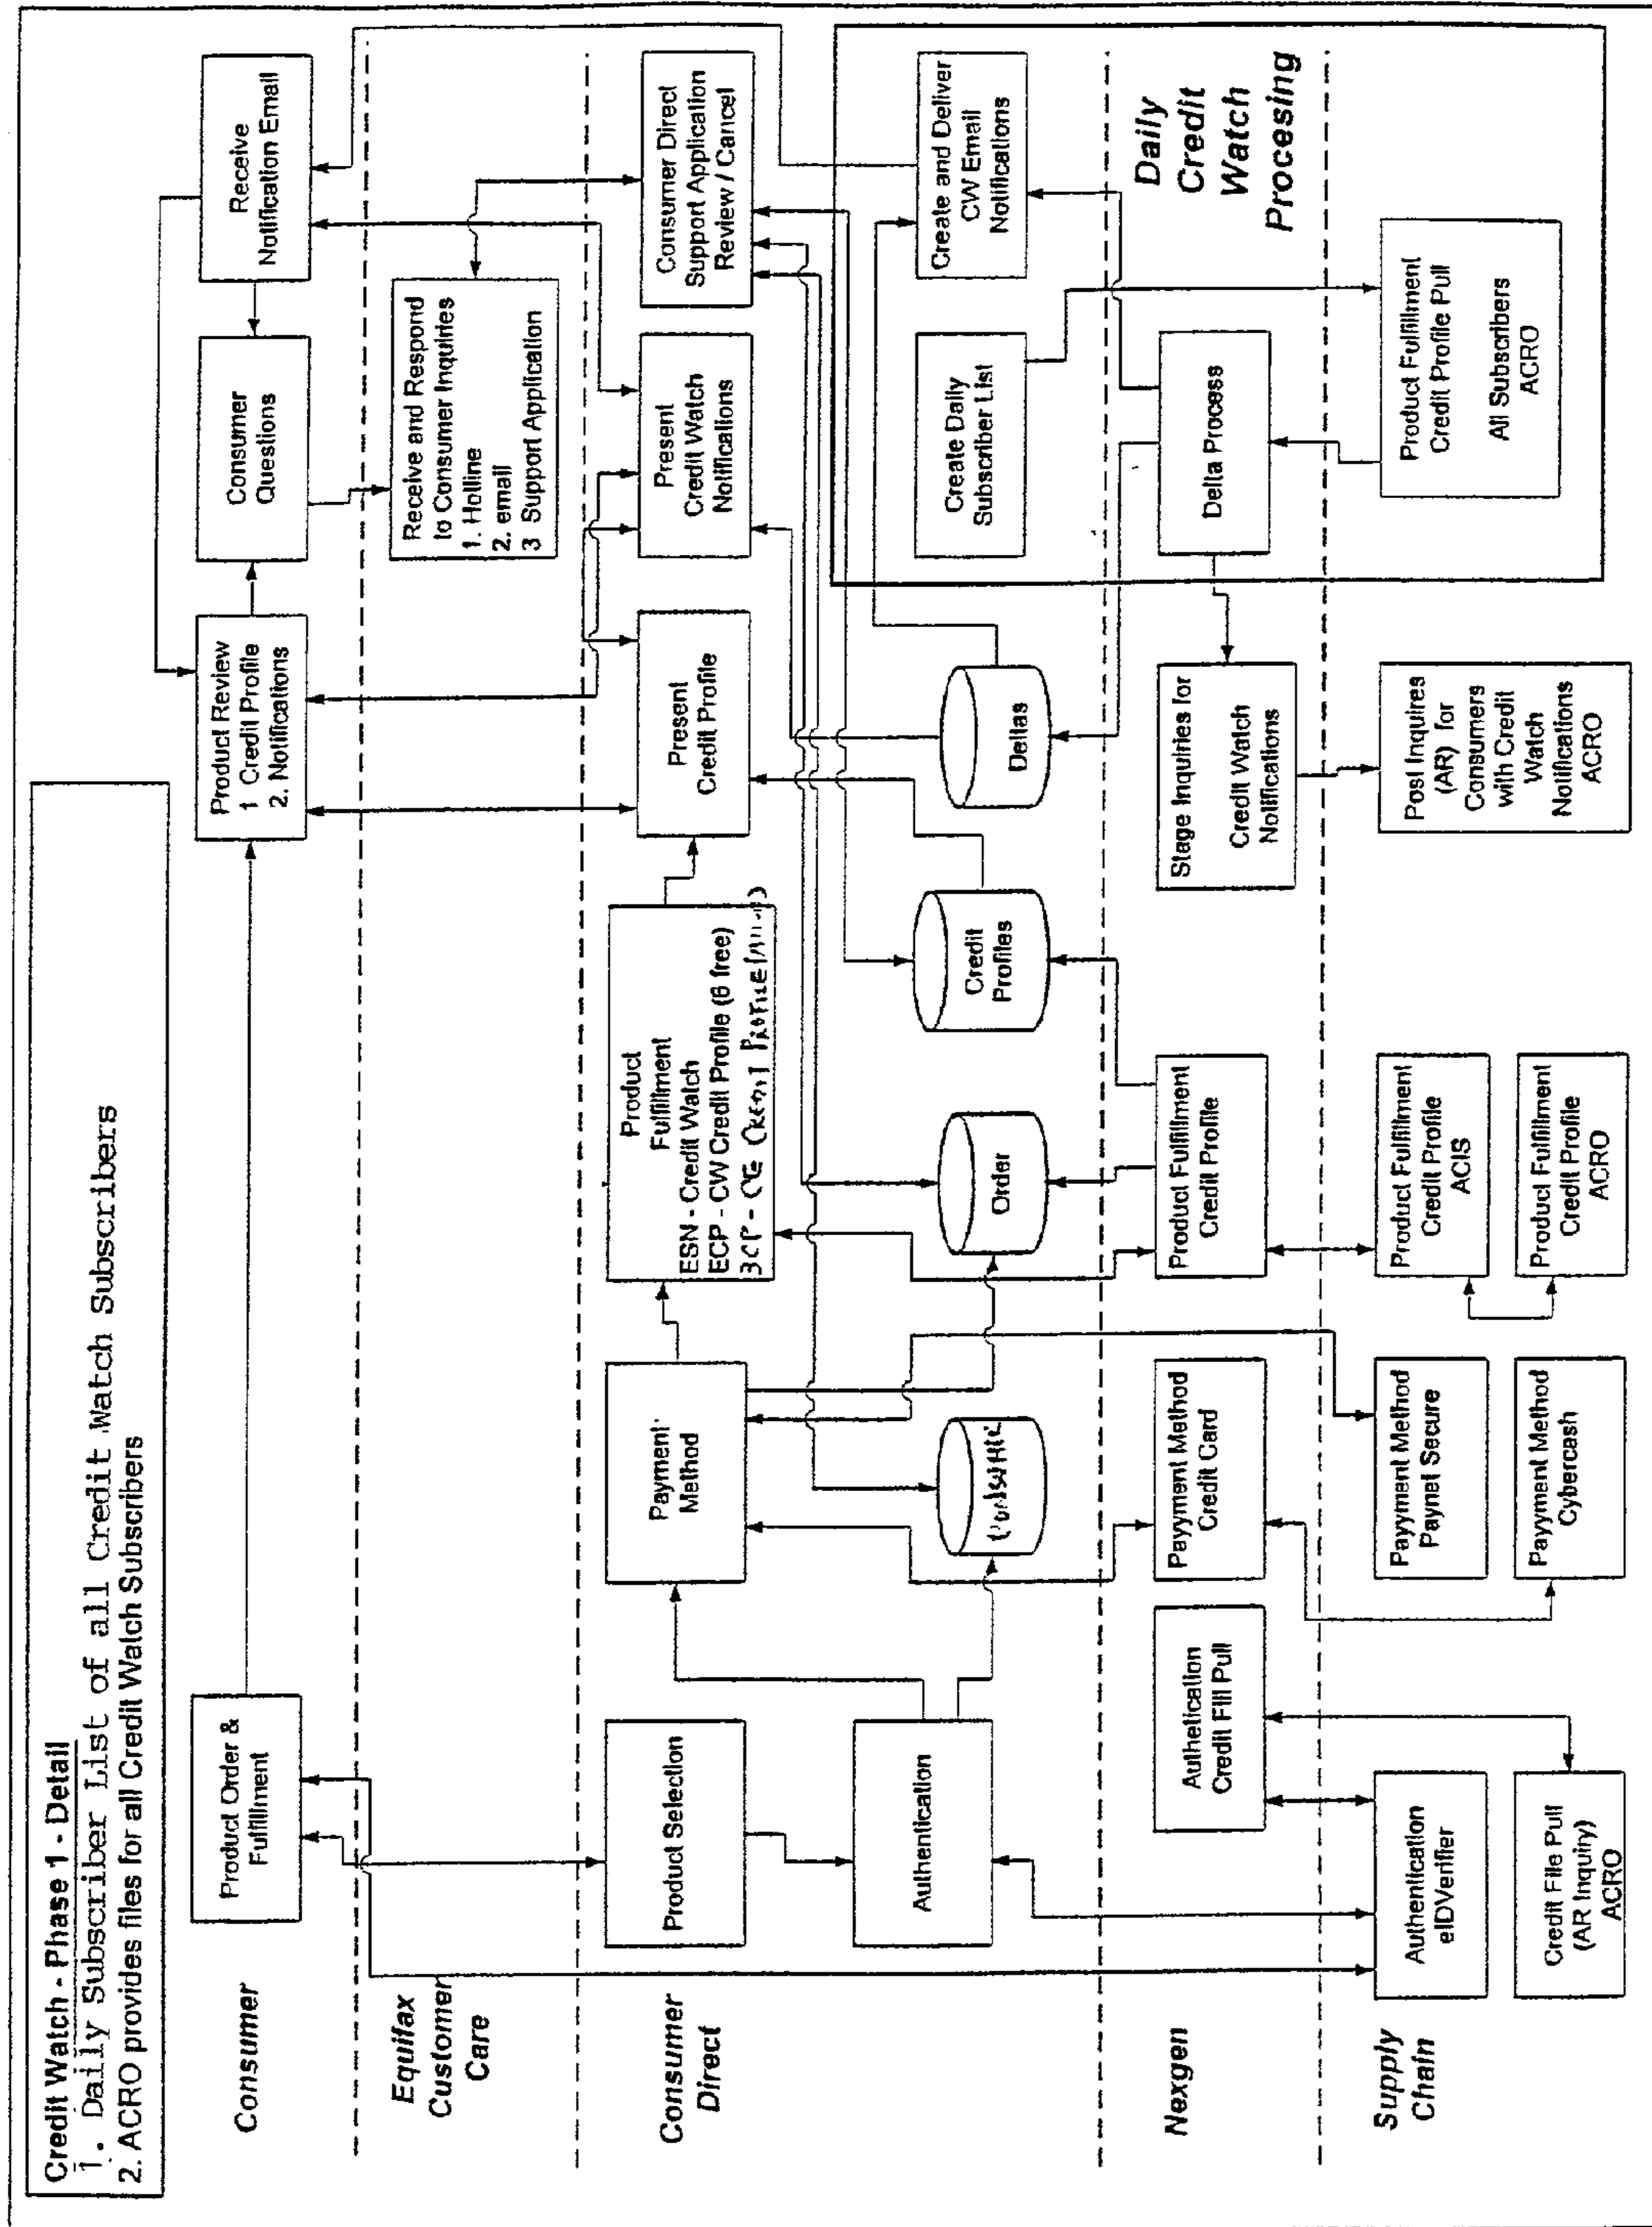 Credit Watch - Phase 1 - Detail
1. Daily Subscriber List of all Credit Watch Subscribers
2. ACRO provides files for all Credit Watch Subscribers
Consumer
Product Order &
Fulfillment
Product Review
1 Credit Profile
2. Notifications
Consumer
Questions
Receive
Notification Email
Equifax
Customer
Care
Receive and Respond
to Consumer Inquiries
1. Holline
2. email
3 Support Application
Consumer
Direct
Product Selection
Authentication
Payment
Method
Product
Fulfillment
ESN - Credit Watch
ECP - CW Credit Profile (6 free)
Present
Credit Profile
Present
Credit Watch
Notifications
Consumer Direct
Support Application
Review / Cancel
Order
Credit
Profiles
Deltas
Create Daily
Subscriber List
Create and Deliver
CW Email
Notifications
Nexgen
Authetication
Credit Fill Pull
Payyment Method
Credit Card
Product Fulfillment
Credit Profile
Stage Inquiries for
Credit Watch
Notifications
Delta Process
Daily
Credit
Watch
Procesing
Supply
Chain
Authentication
eIDVerifier
Credit File Pull
(AR Inquiry)
ACRO
Payyment Method
Paynet Secure
Payyment Method
Cybercash
Product Fulfillment
Credit Profile
ACIS
Product Fulfillment
Credit Profile
ACRO
Post Inquires
(AR) for
Consumers
with Credit
Watch
Notifications
ACRO
Product Fulfillment
Credit Profile Pull
All Subscribers
ACRO